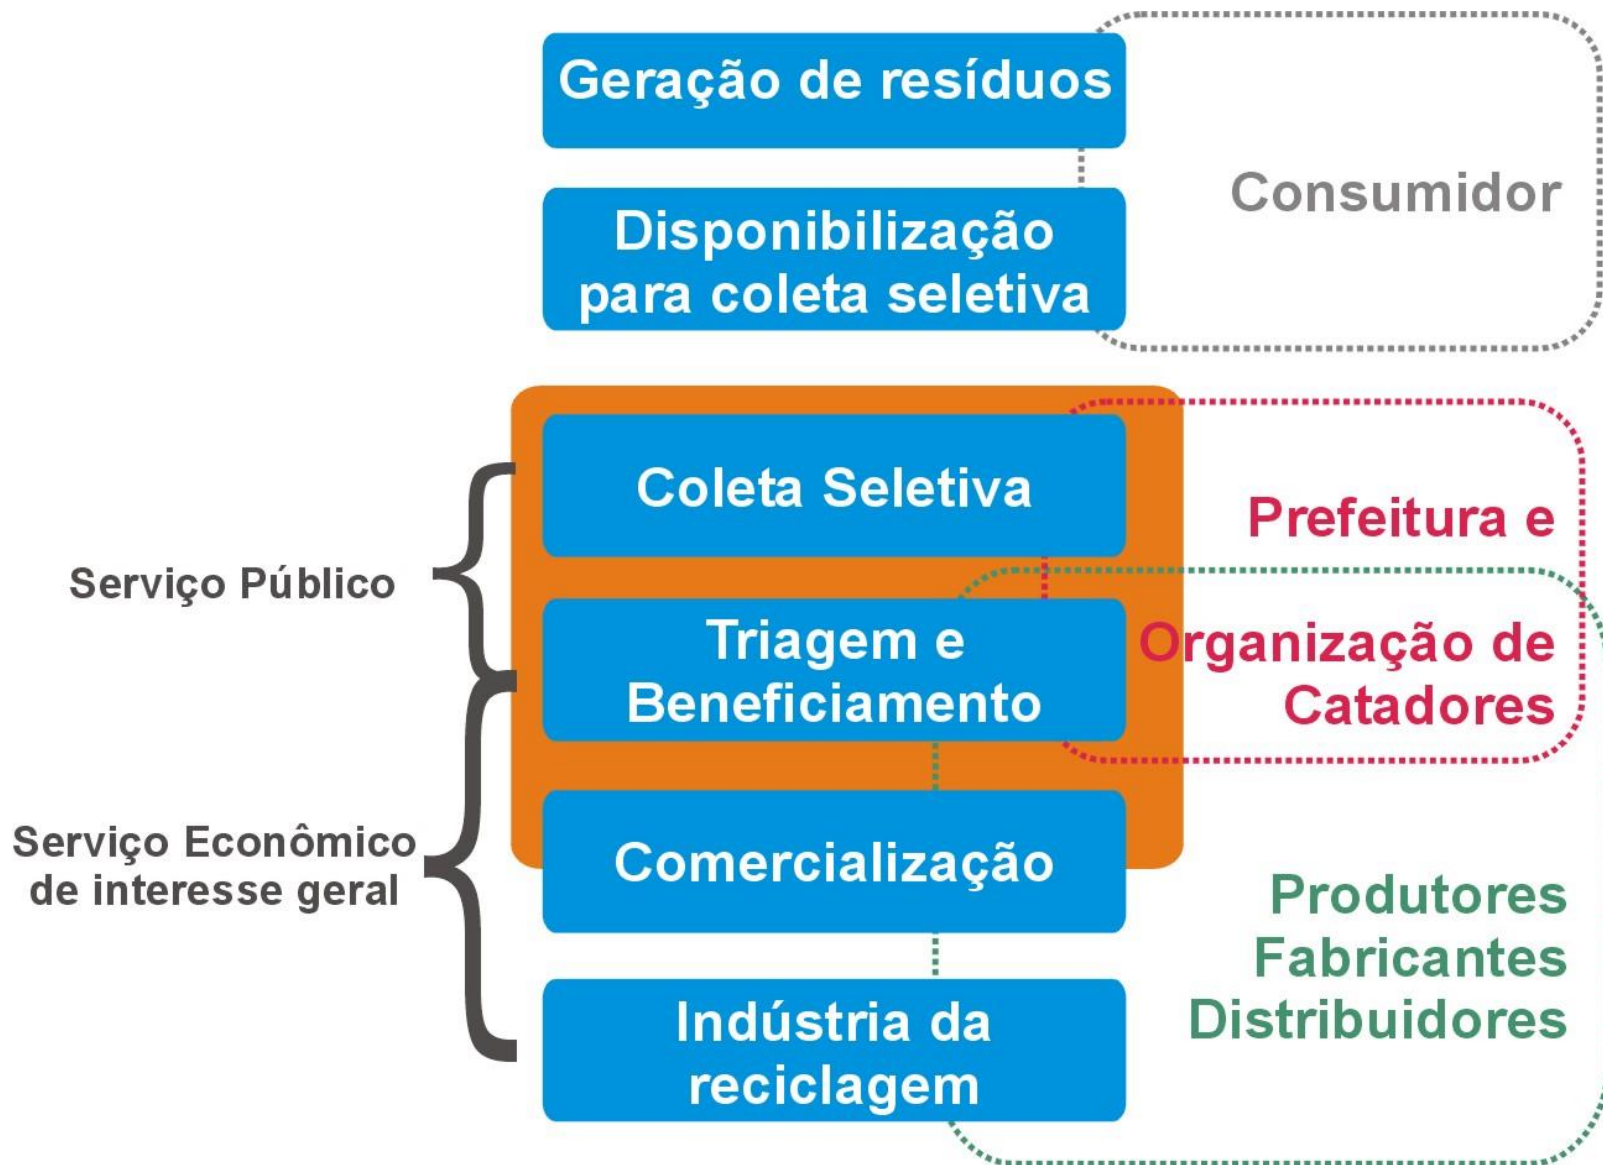 Geração de resíduos
Consumidor
Disponibilização
para coleta seletiva
Coleta Seletiva
Prefeitura e
Organização de
Catadores
Serviço Público
Triagem e
Beneficiamento
Serviço Econômico
de interesse geral
Comercialização
Produtores
Fabricantes
Distribuidores
Indústria da
reciclagem